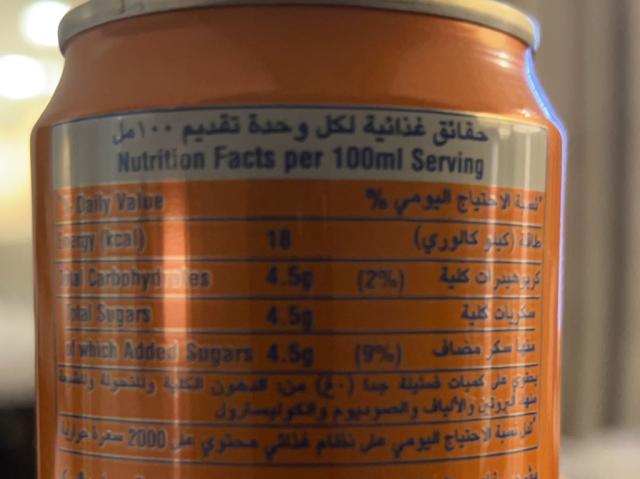 حقائق غذائية لكل وحدة تقديم ١٠٠مل
Nutrition Facts per 100ml Serving
% Daily Value نسبة الاحتياج اليومي %
Energy (kcal) 18 طاقة (كيلو كالوري)
Total Carbohydrates 4.5g (2%) كربوهيدرات كلية
Total Sugars 4.5g سكريات كلية
of which Added Sugars 4.5g (9%) منها سكر مضاف
يحتوي على كميات ضئيلة جدا (٠غ) من: الدهون الكلية والمتحولة والمشبعة
منها البروتين والألياف والصوديوم والكوليسترول
نسبة الاحتياج اليومي على نظام غذائي محتوي على 2000 سعرة حرارية